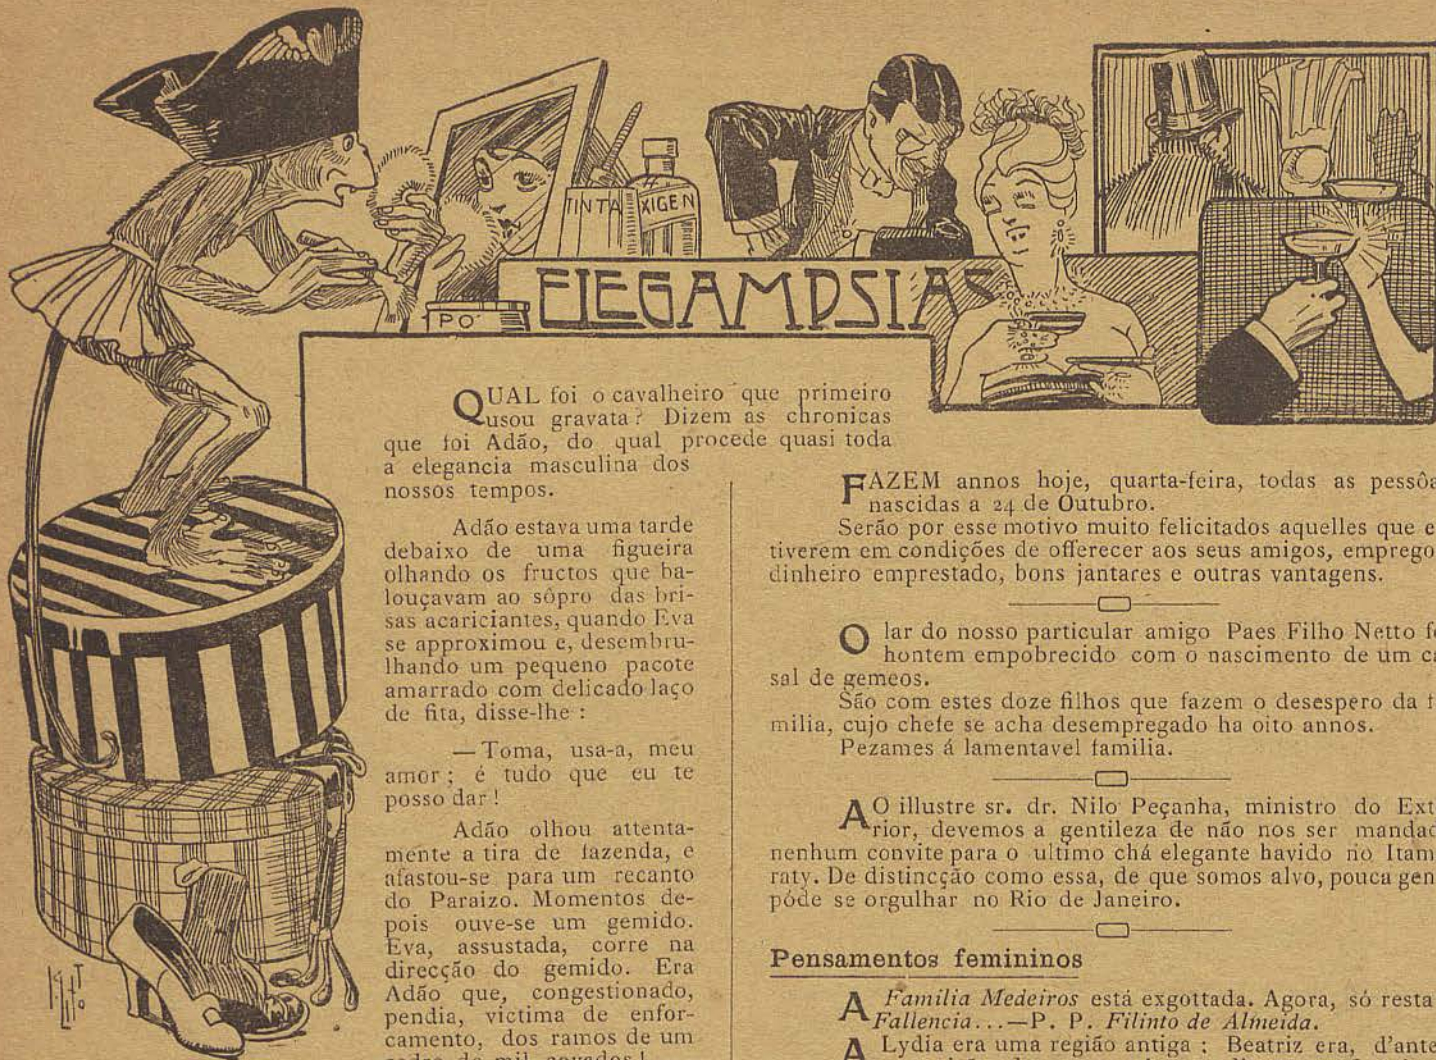 TINTA
XIGEN
PO'
ELEGAMPSIAS
QUAL foi o cavalheiro que primeiro
usou gravata? Dizem as chronicas
que foi Adão, do qual procede quasi toda
a elegancia masculina dos
nossos tempos.
Adão estava uma tarde
debaixo de uma figueira
olhando os fructos que ba-
louçavam ao sôpro das bri-
sas acariciantes, quando Eva
se approximou e, desembru-
lhando um pequeno pacote
amarrado com delicado laço
de fita, disse-lhe :
— Toma, usa-a, meu
amor ; é tudo que eu te
posso dar !
Adão olhou attenta-
mente a tira de fazenda, e
afastou-se para um recanto
do Paraizo. Momentos de-
pois ouve-se um gemido.
Eva, assustada, corre na
direcção do gemido. Era
Adão que, congestionado,
pendia, victima de enfor-
camento, dos ramos de um
cedro de mil covados !
FAZEM annos hoje, quarta-feira, todas as pessôa
nascidas a 24 de Outubro.
Serão por esse motivo muito felicitados aquelles que e
tiverem em condições de offerecer aos seus amigos, emprego
dinheiro emprestado, bons jantares e outras vantagens.
O lar do nosso particular amigo Paes Filho Netto fo
hontem empobrecido com o nascimento de um ca
sal de gemeos.
São com estes doze filhos que fazem o desespero da f
milia, cujo chefe se acha desempregado ha oito annos.
Pezames á lamentavel familia.
AO illustre sr. dr. Nilo Peçanha, ministro do Ext
rior, devemos a gentileza de não nos ser mandad
nenhum convite para o ultimo chá elegante havido no Itam
raty. De distincção como essa, de que somos alvo, pouca gen
póde se orgulhar no Rio de Janeiro.
Pensamentos femininos
A Familia Medeiros está exgottada. Agora, só resta
Fallencia...—P. P. Filinto de Almeida.
A Lydia era uma região antiga ; Beatriz era, d'ante